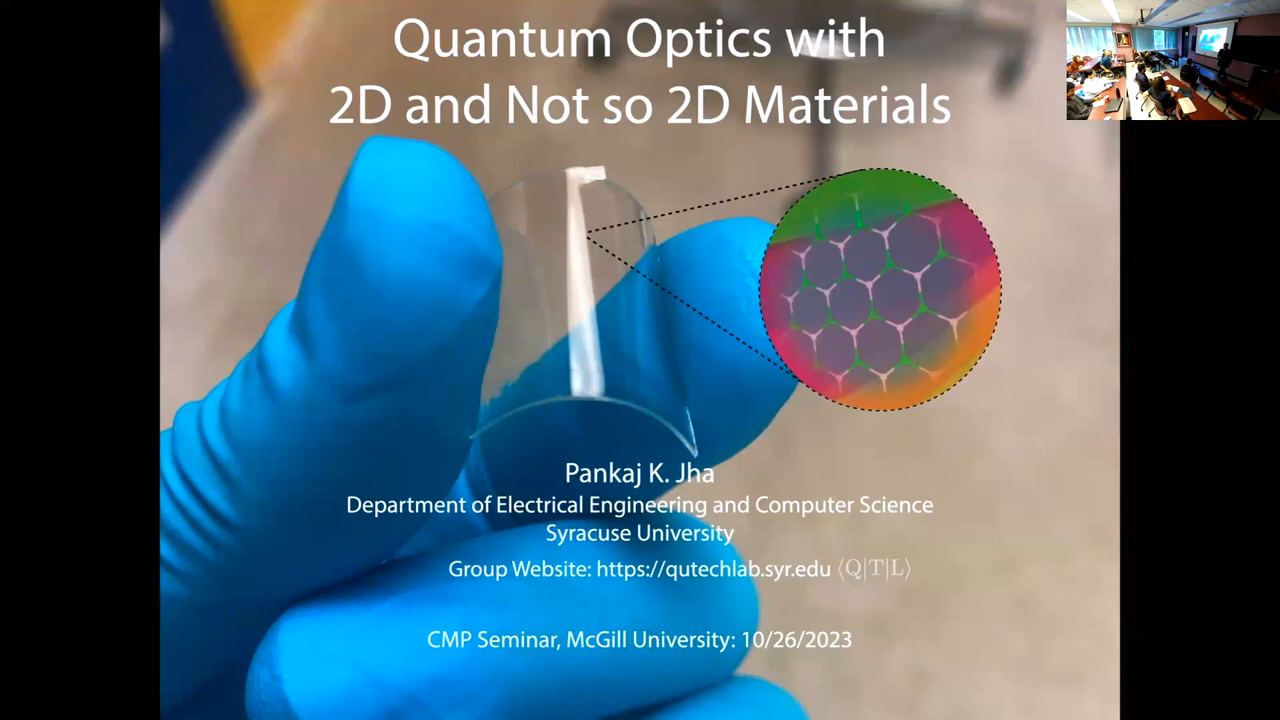 Quantum Optics with
2D and Not so 2D Materials
Pankaj K. Jha
Department of Electrical Engineering and Computer Science
Syracuse University
Group Website: https://qutechlab.syr.edu ⟨Q|T|L⟩
CMP Seminar, McGill University: 10/26/2023